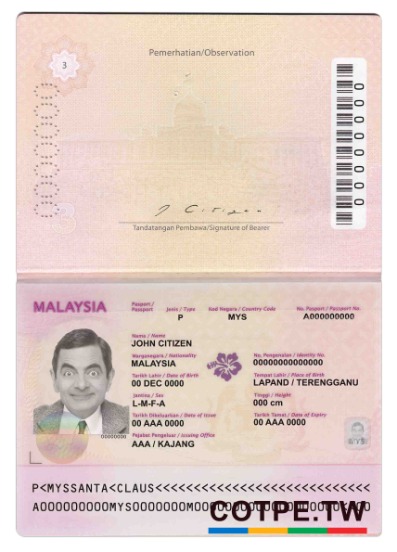 3
Pemerhatian/Observation
000000000
J Citizen
Tandatangan Pembawa/Signature of Bearer
MALAYSIA
Pasport / Passport
Jenis / Type
Kod Negara / Country Code
No. Pasport / Passport No.
P
MYS
A00000000
Nama / Name
JOHN CITIZEN
Warganegara / Nationality
MALAYSIA
No. Pengenalan / Identity No.
000000000000
Tarikh Lahir / Date of Birth
00 DEC 0000
Tempat Lahir / Place of Birth
LAPAND / TERENGGANU
Jantina / Sex
L-M-F-A
Tinggi / Height
000 cm
Tarikh Dikeluarkan / Date of Issue
00 AAA 0000
Tarikh Tamat / Date of Expiry
00 AAA 0000
Pejabat Pengeluar / Issuing Office
AAA / KAJANG
00000000
P<MYSSANTA<CLAUS<<<<<<<<<<<<<<<<<<<<<<<<<<<<
COTPE.TW